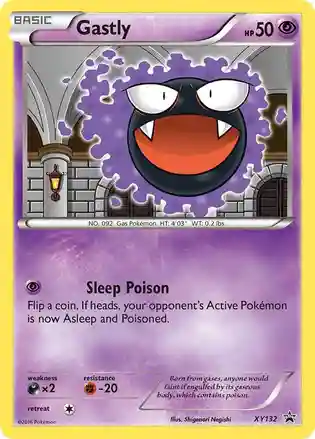 BASIC
Gastly
HP50
NO. 092 Gas Pokémon HT: 4'03" WT: 0.2 lbs.
Sleep Poison
Flip a coin. If heads, your opponent's Active Pokémon
is now Asleep and Poisoned.
weakness
×2
resistance
-20
retreat
Born from gases, anyone would
faint if engulfed by its gaseous
body, which contains poison.
Illus. Shigenori Negishi
XY132
©2016 Pokémon